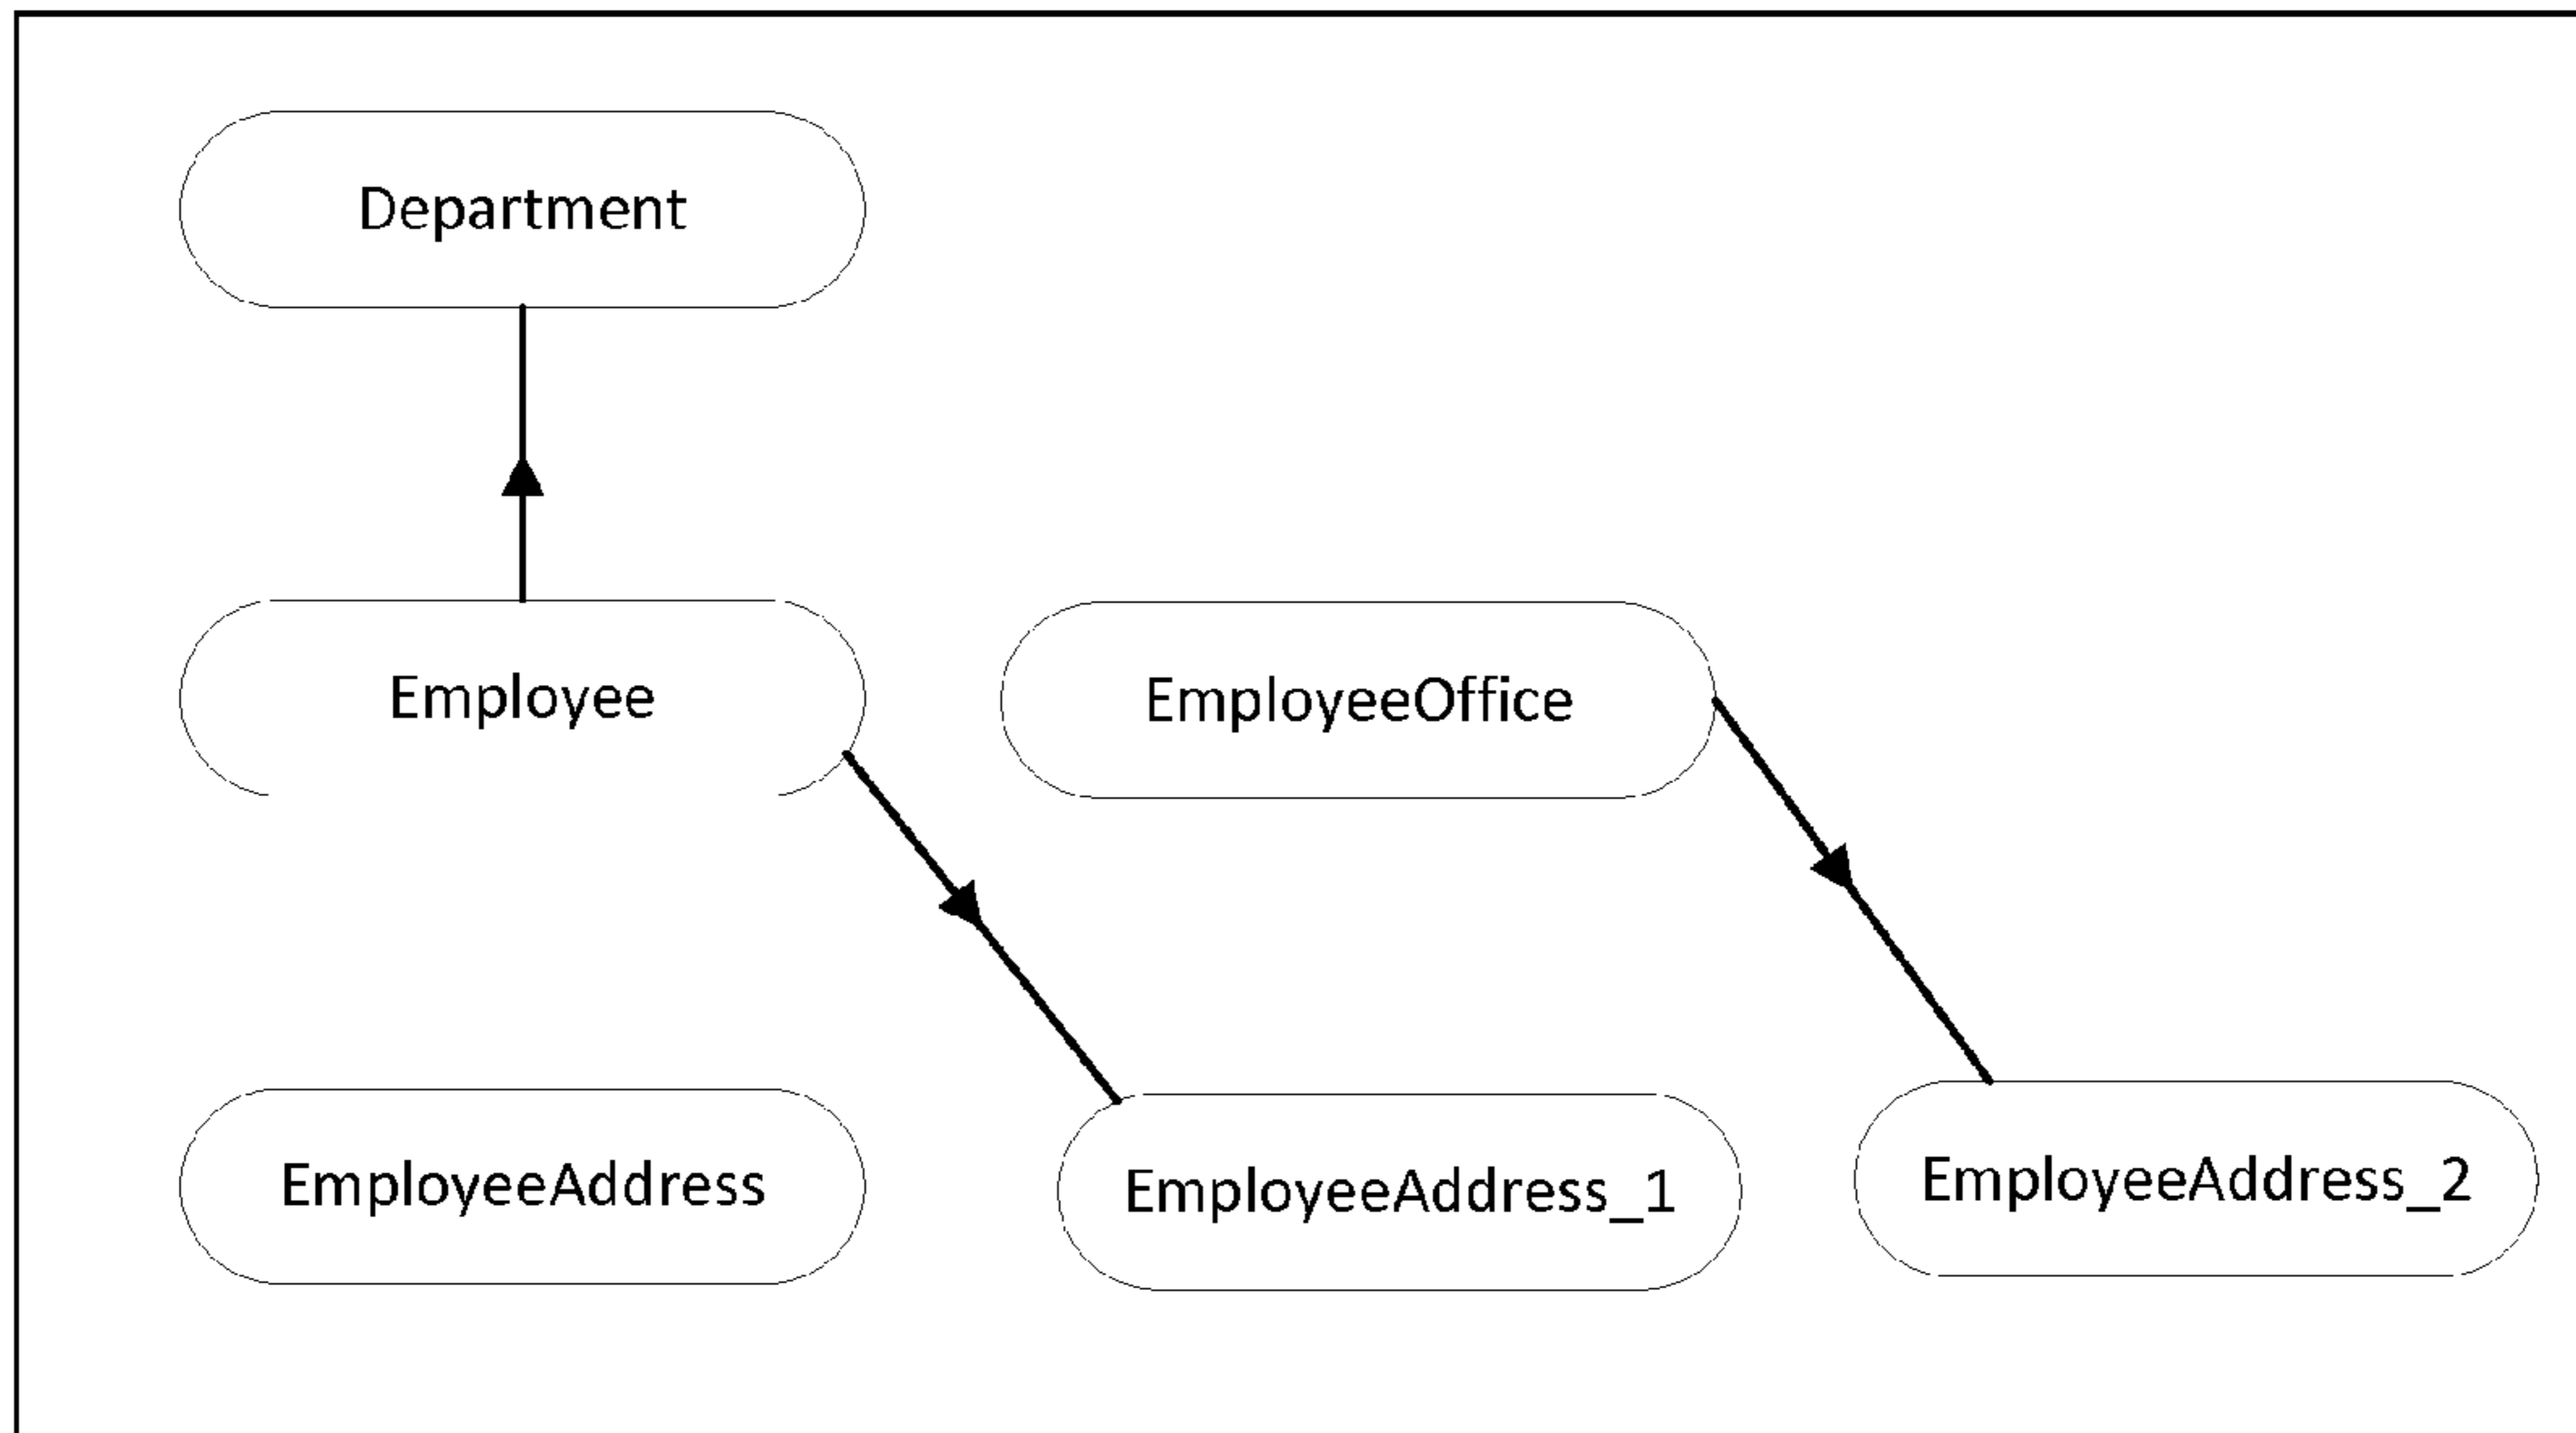 Department
Employee
EmployeeOffice
EmployeeAddress
EmployeeAddress_1
EmployeeAddress_2